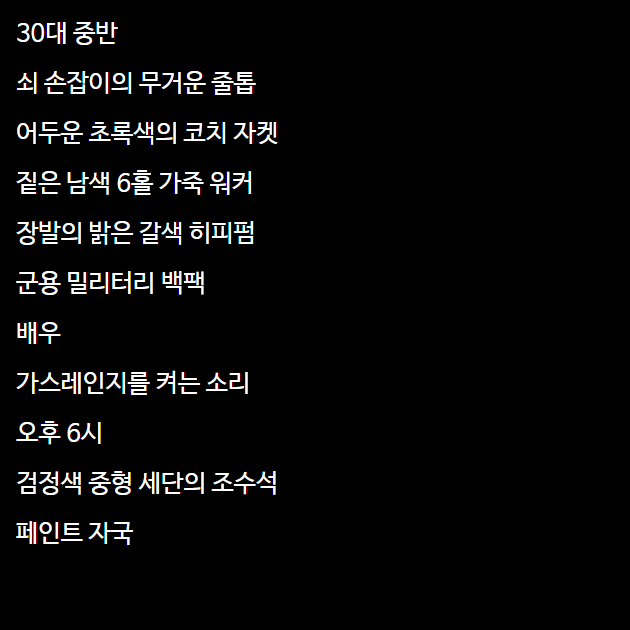 30대 중반
쇠 손잡이의 무거운 줄톱
어두운 초록색의 코치 자켓
짙은 남색 6홀 가죽 워커
장발의 밝은 갈색 히피펌
군용 밀리터리 백팩
배우
가스레인지를 켜는 소리
오후 6시
검정색 중형 세단의 조수석
페인트 자국